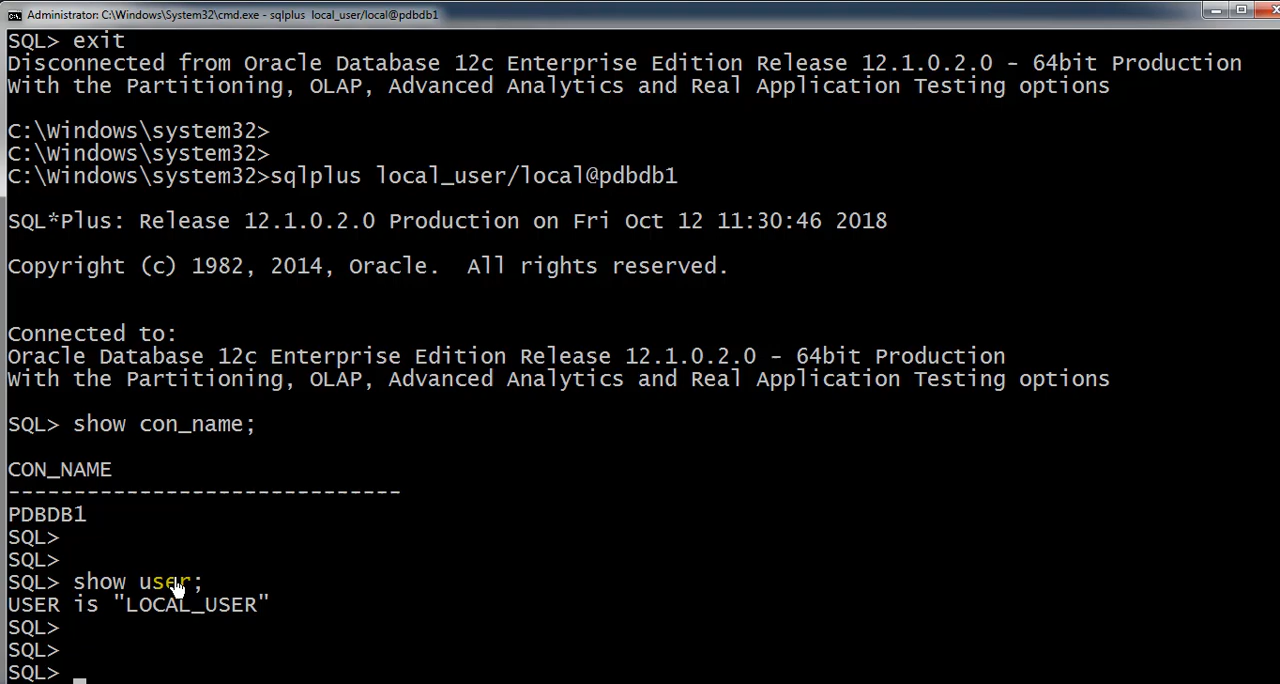 Administrator: C:\Windows\System32\cmd.exe - sqlplus  local_user/local@pdbdb1
SQL> exit
Disconnected from Oracle Database 12c Enterprise Edition Release 12.1.0.2.0 - 64bit Production
With the Partitioning, OLAP, Advanced Analytics and Real Application Testing options
C:\Windows\system32>
C:\Windows\system32>
C:\Windows\system32>sqlplus local_user/local@pdbdb1
SQL*Plus: Release 12.1.0.2.0 Production on Fri Oct 12 11:30:46 2018
Copyright (c) 1982, 2014, Oracle.  All rights reserved.
Connected to:
Oracle Database 12c Enterprise Edition Release 12.1.0.2.0 - 64bit Production
With the Partitioning, OLAP, Advanced Analytics and Real Application Testing options
SQL> show con_name;
CON_NAME
------------------------------
PDBDB1
SQL>
SQL>
SQL> show user;
USER is "LOCAL_USER"
SQL>
SQL>
SQL>